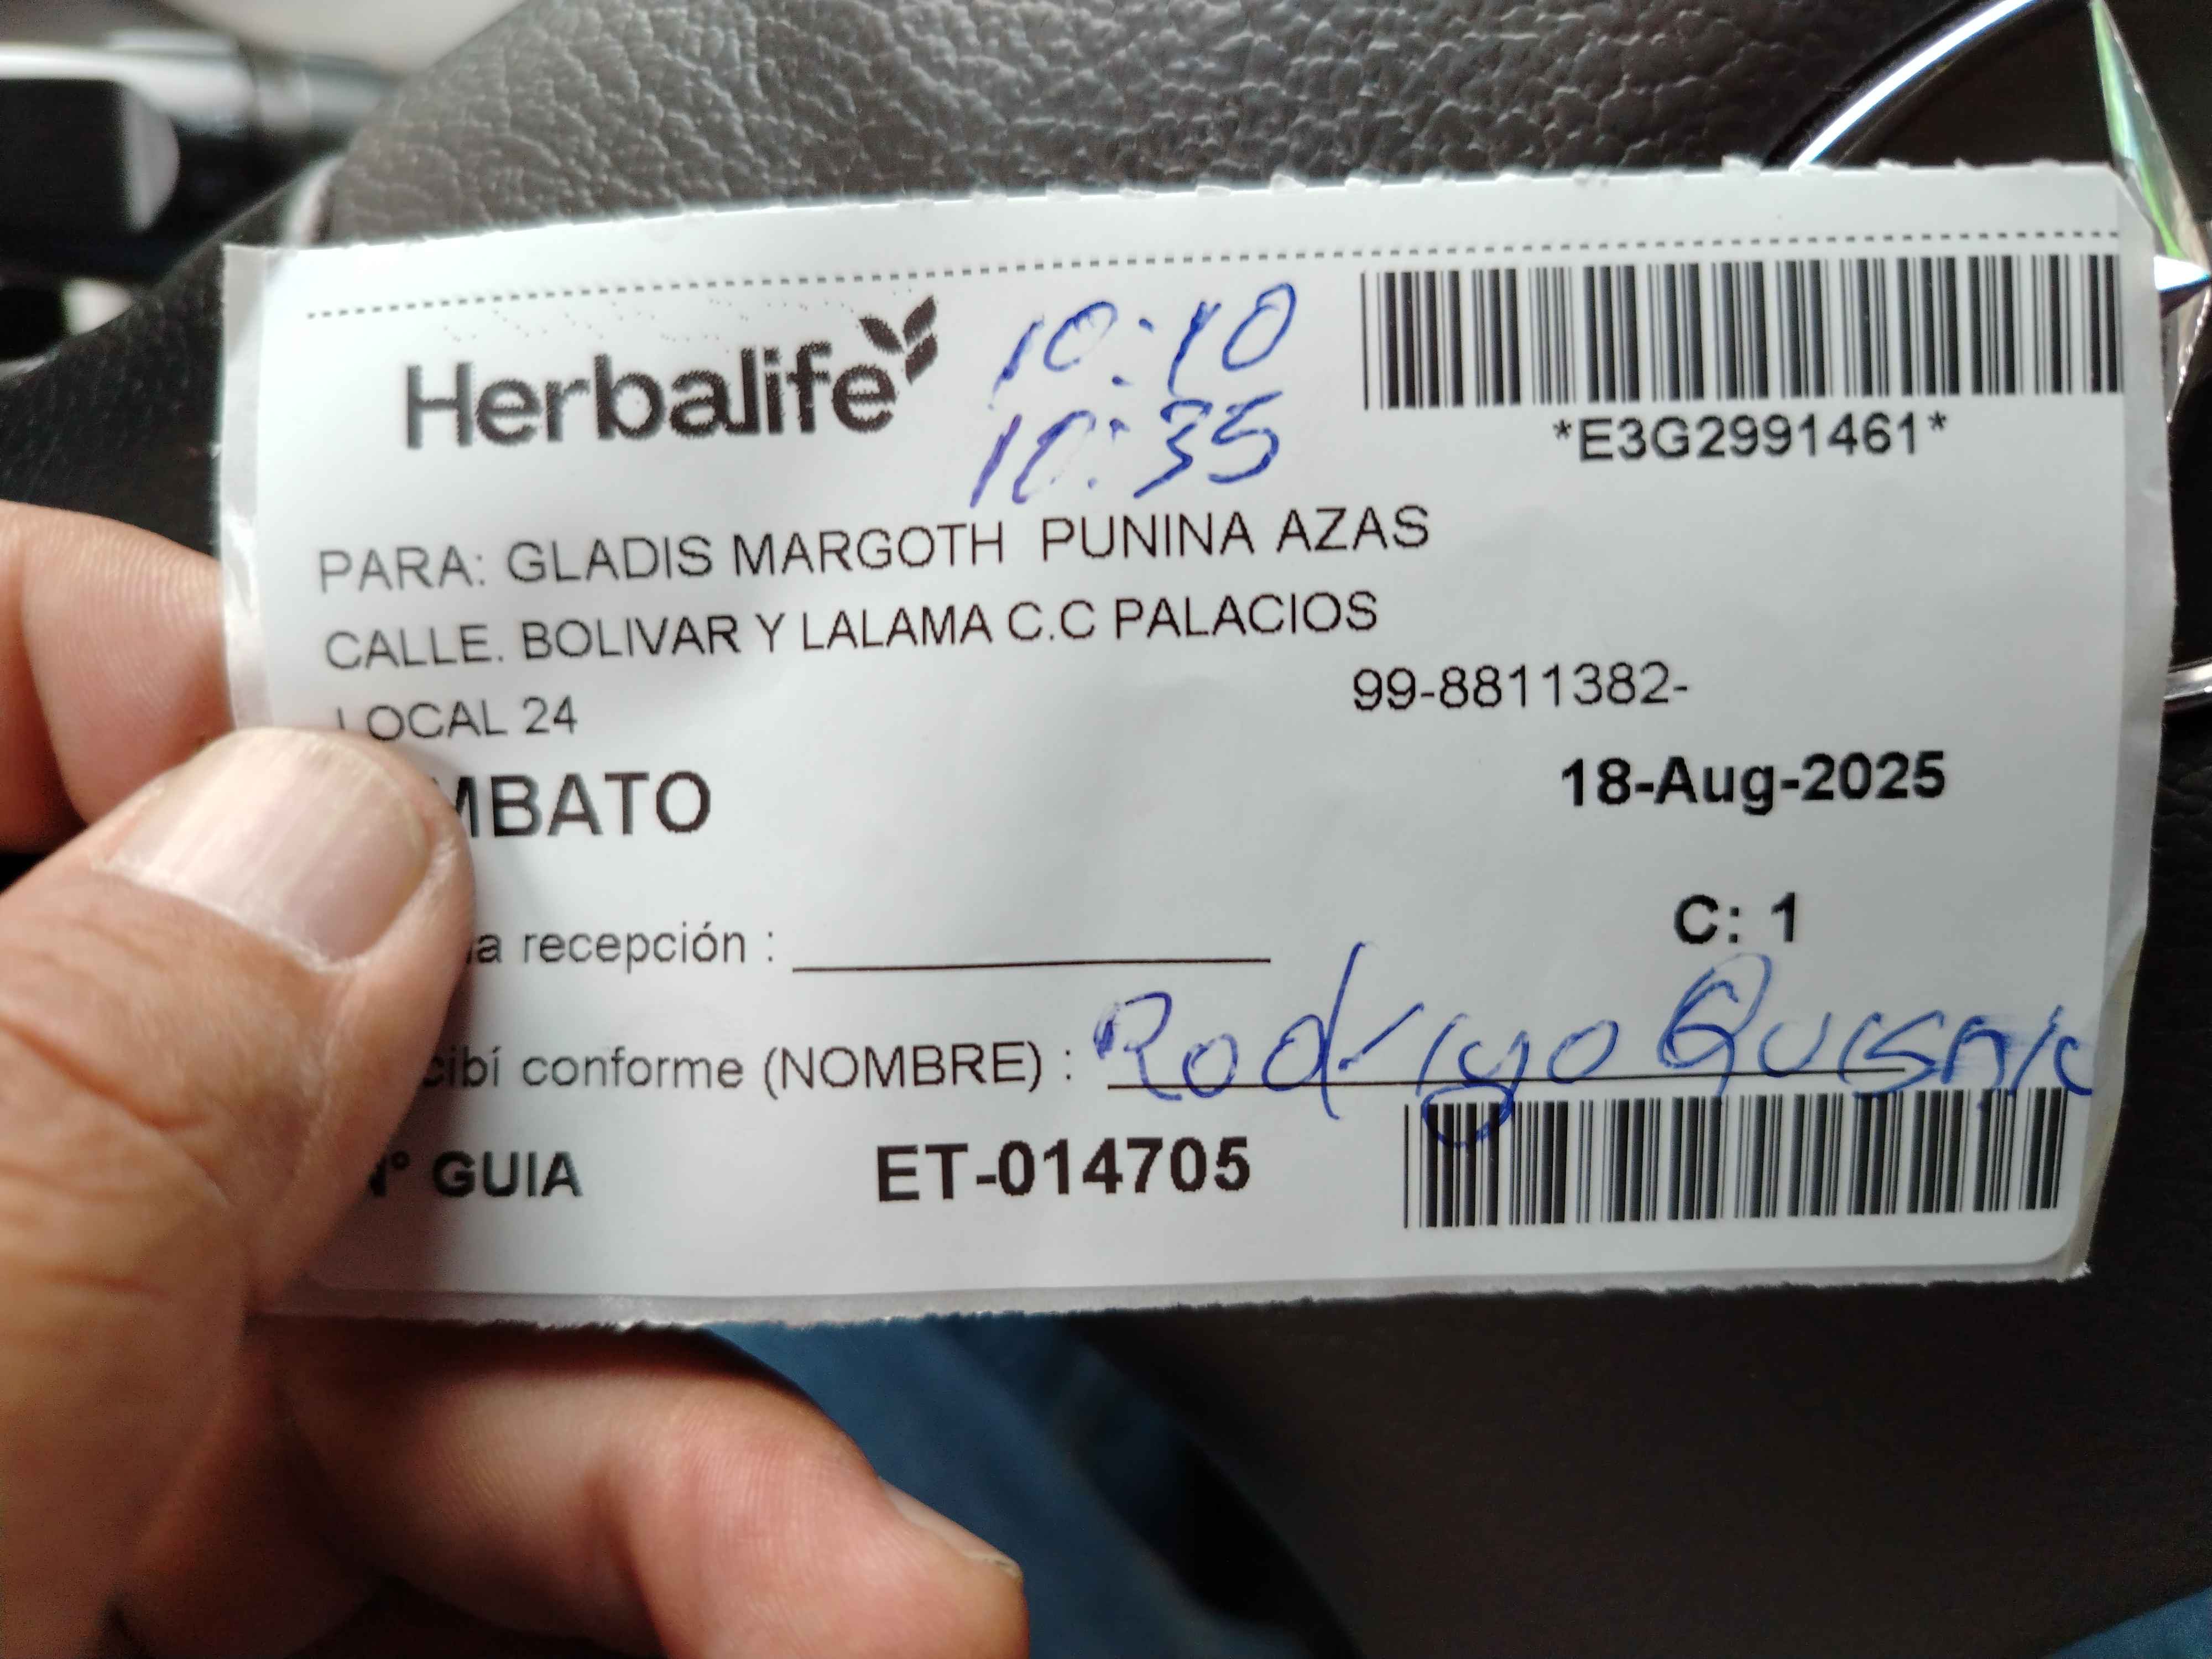 Herbalife
10:10
10:35
*E3G2991461*
PARA: GLADIS MARGOTH PUNINA AZAS
CALLE. BOLIVAR Y LALAMA C.C PALACIOS
LOCAL 24
99-8811382-
MBATO
18-Aug-2025
C: 1
a recepción :
cibí conforme (NOMBRE) : Rodrigo
N° GUIA ET-014705